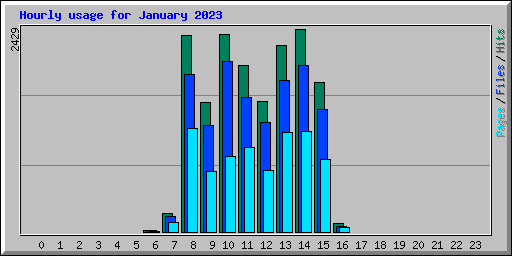 Hourly usage for January 2023
2429
Pages/Files/Hits
0 1 2 3 4 5 6 7 8 9 10 11 12 13 14 15 16 17 18 19 20 21 22 23